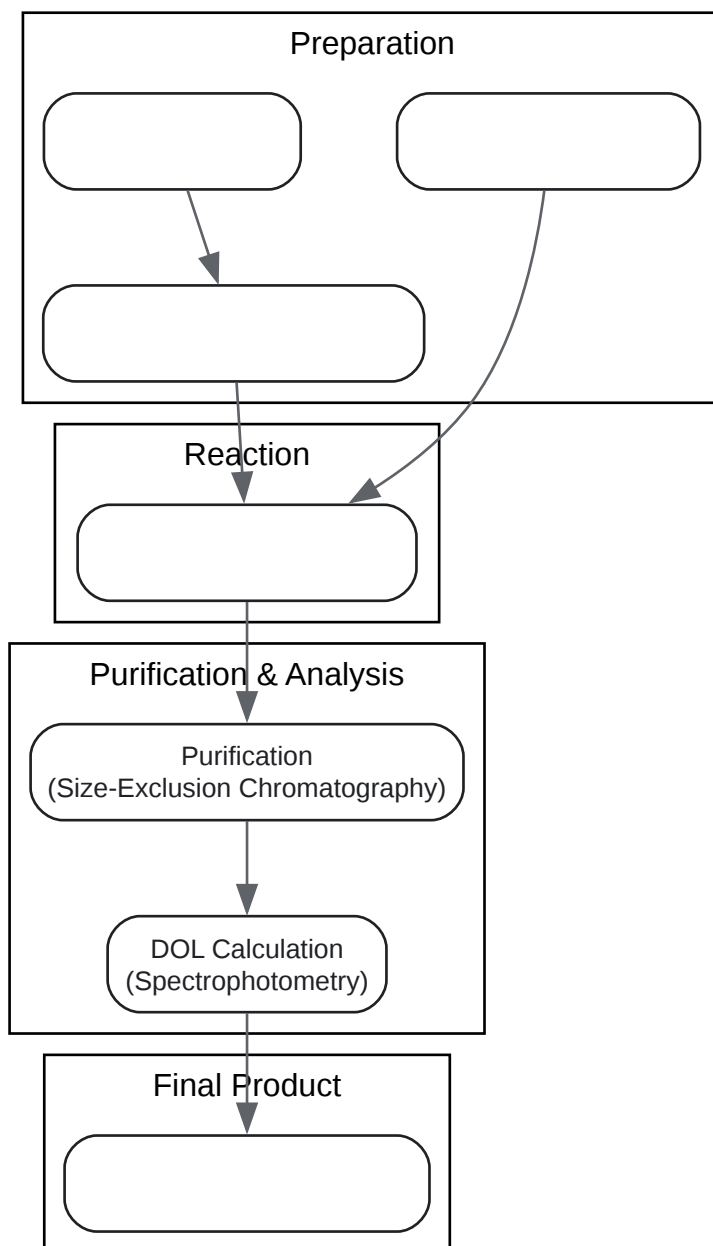 Preparation
Reaction
Purification & Analysis
Purification
(Size-Exclusion Chromatography)
DOL Calculation
(Spectrophotometry)
Final Product